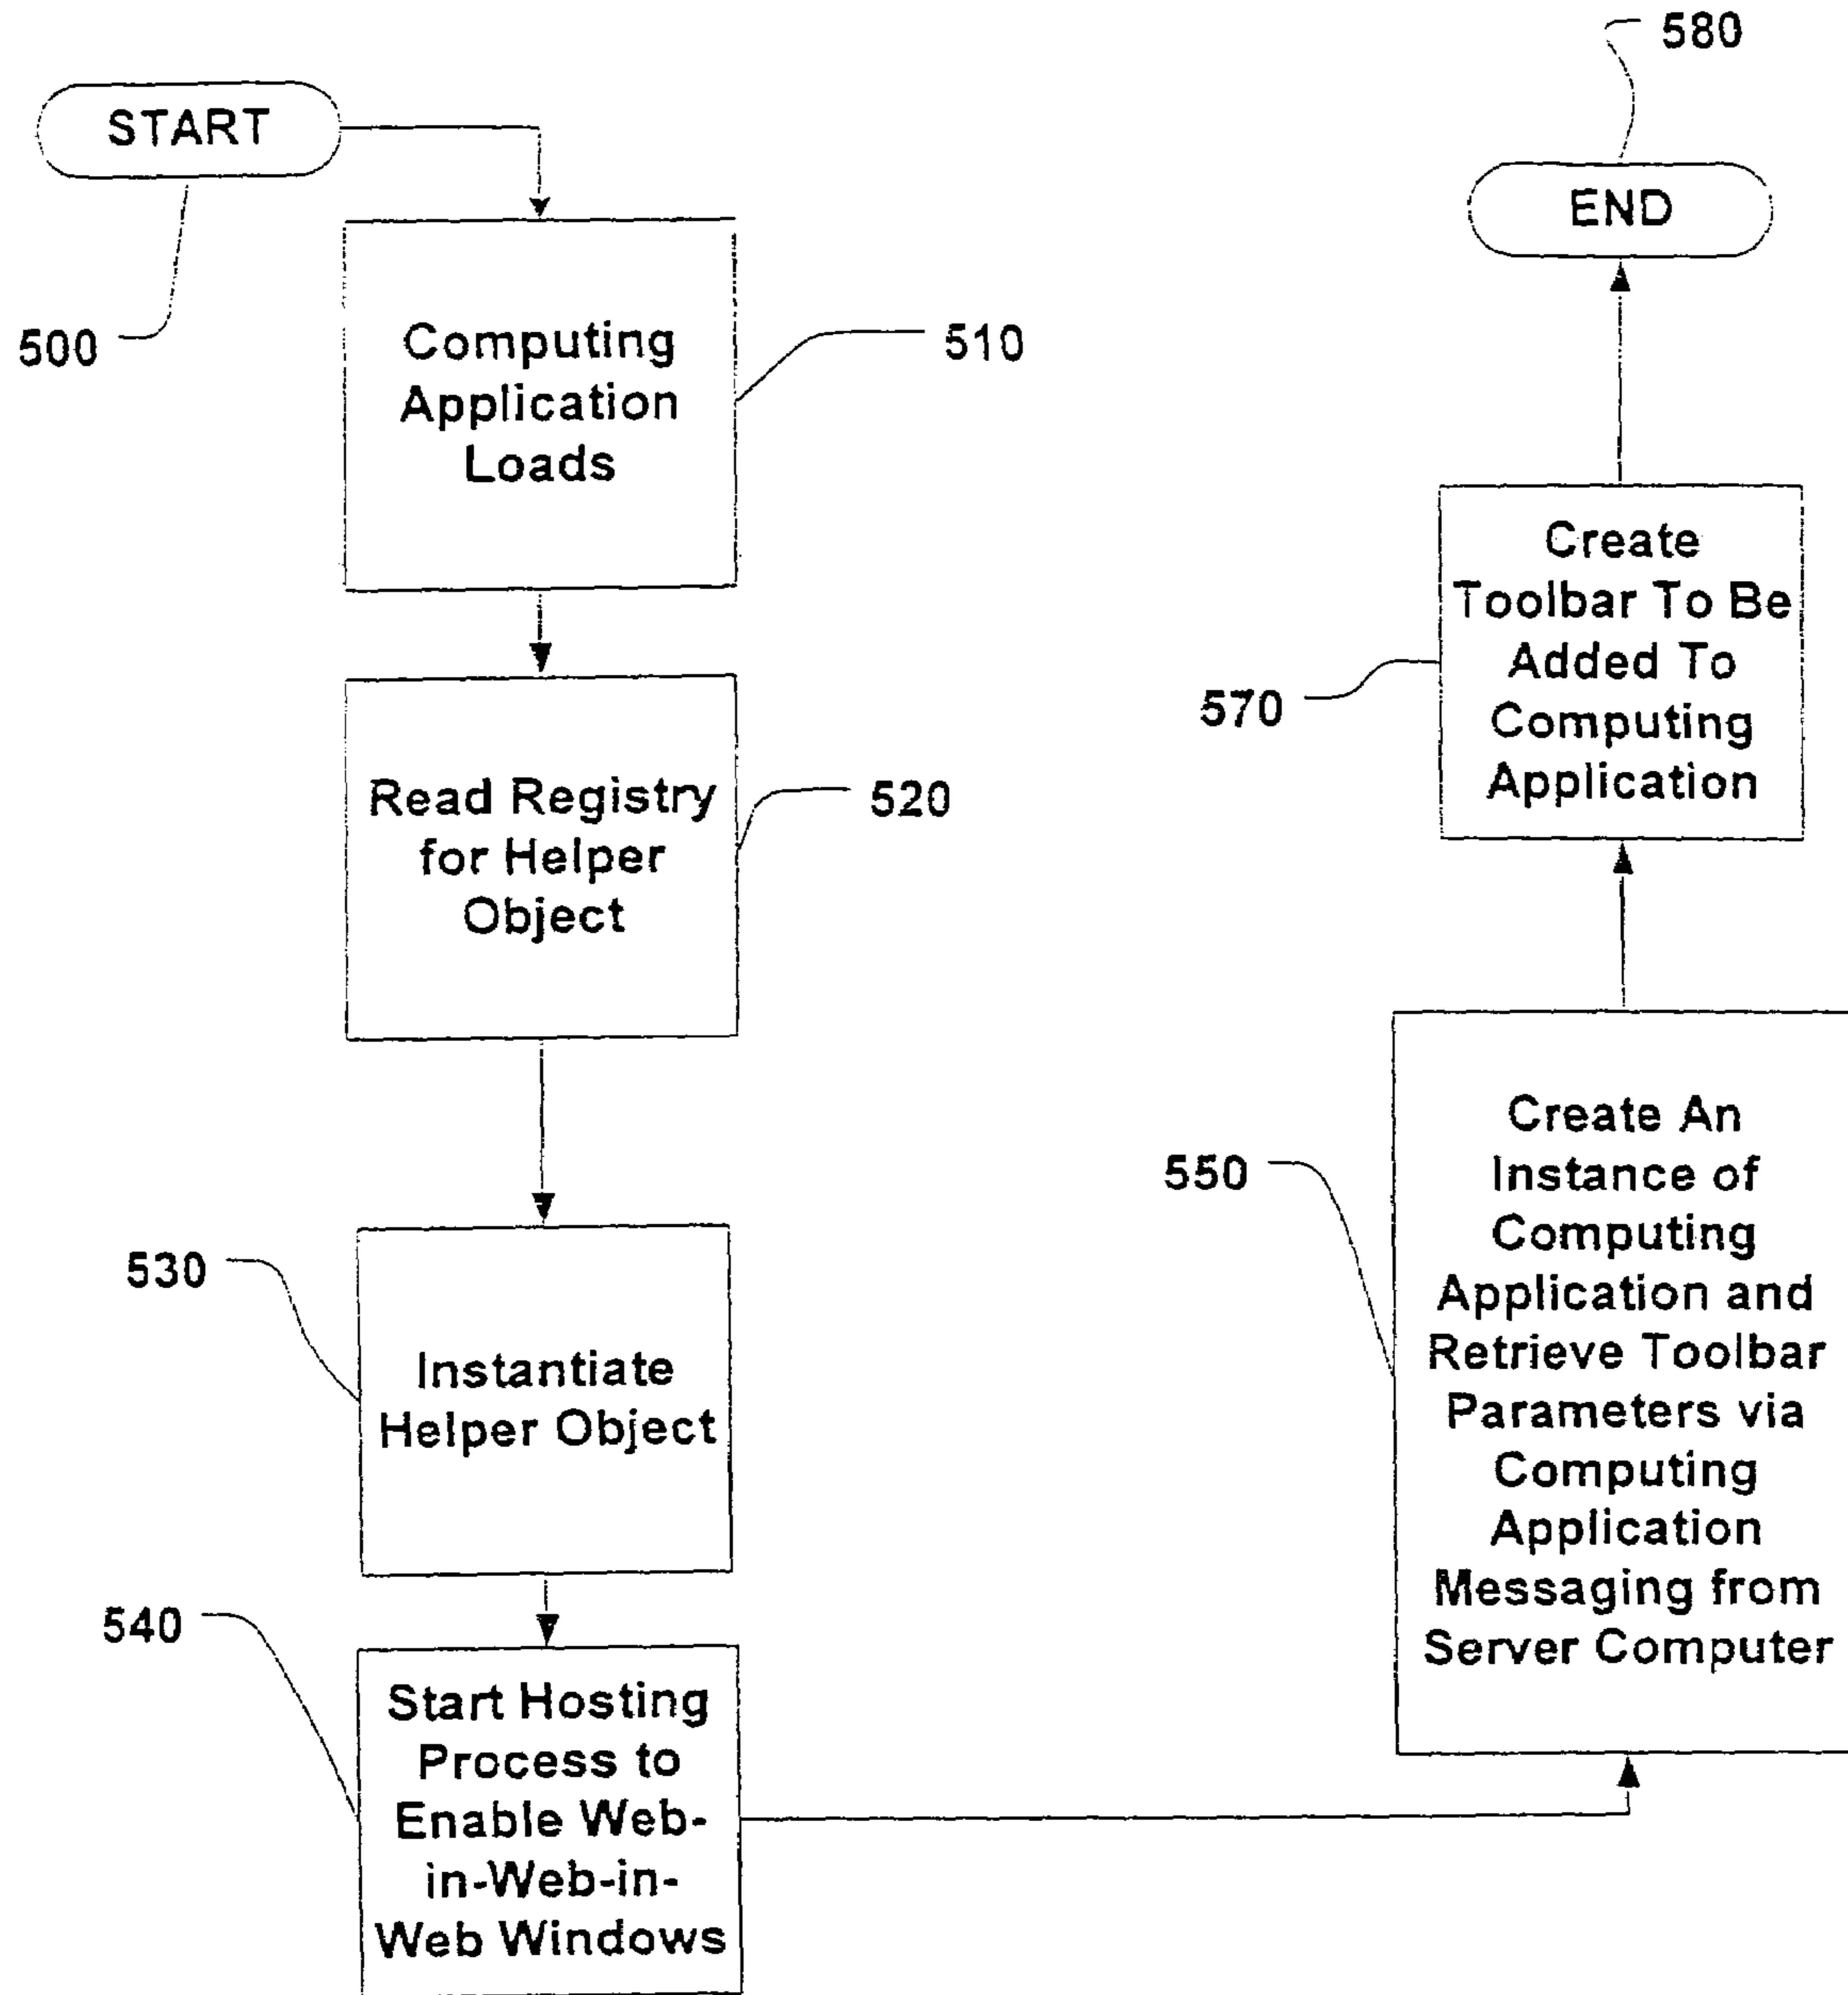 START
500
Computing
Application
Loads
510
Read Registry
for Helper
Object
520
530
Instantiate
Helper Object
540
Start Hosting
Process to
Enable Web-
in-Web-in-
Web Windows
550
Create An
Instance of
Computing
Application and
Retrieve Toolbar
Parameters via
Computing
Application
Messaging from
Server Computer
570
Create
Toolbar To Be
Added To
Computing
Application
END
580